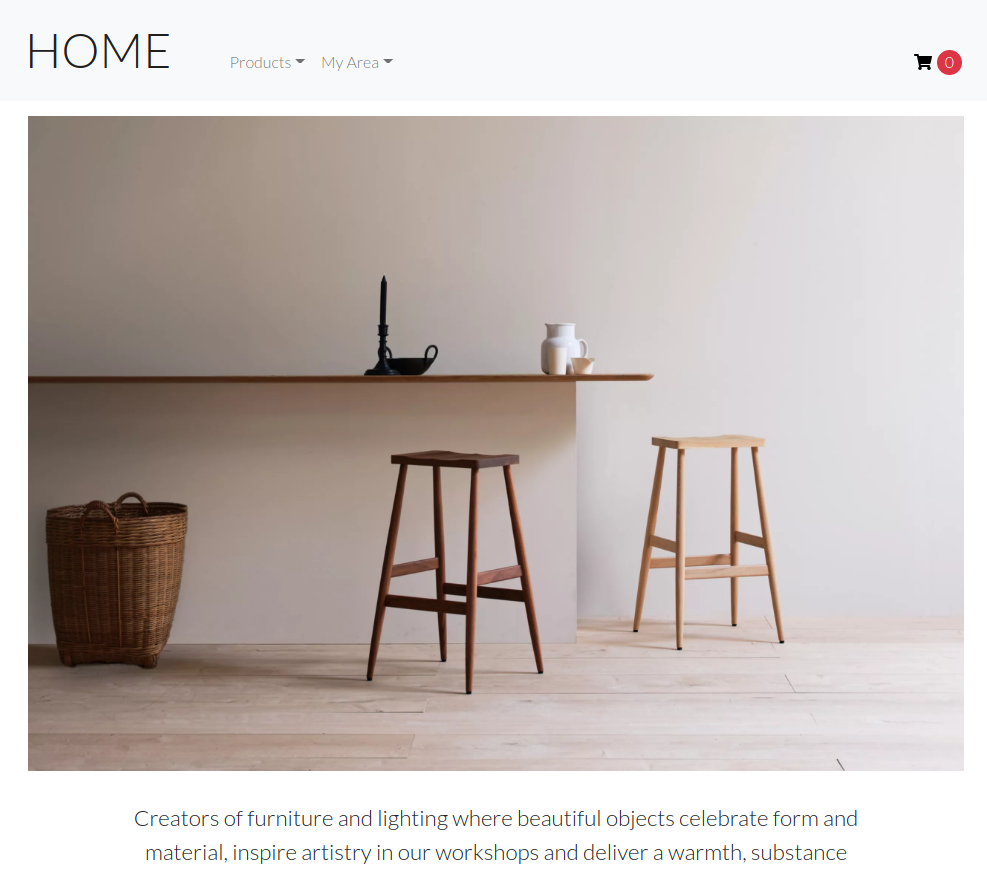 HOME
Products My Area 0
Creators of furniture and lighting where beautiful objects celebrate form and
material, inspire artistry in our workshops and deliver a warmth, substance